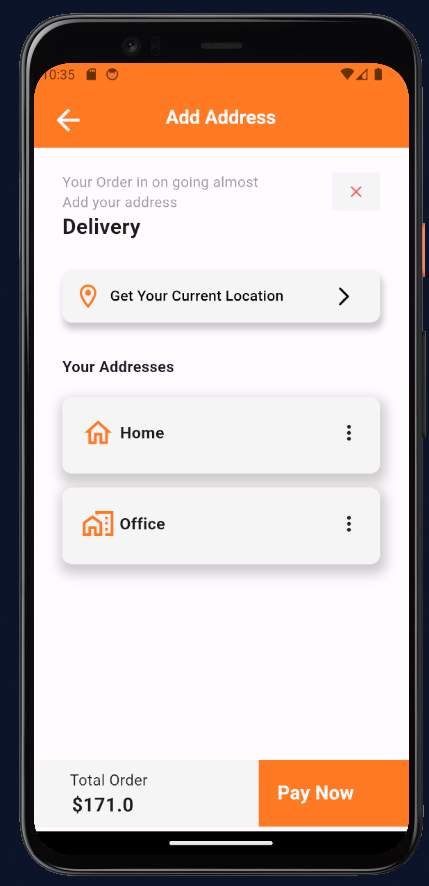 10:35
Add Address
Your Order in on going almost
Add your address
Delivery
Get Your Current Location
Your Addresses
Home
Office
Total Order
$171.0
Pay Now